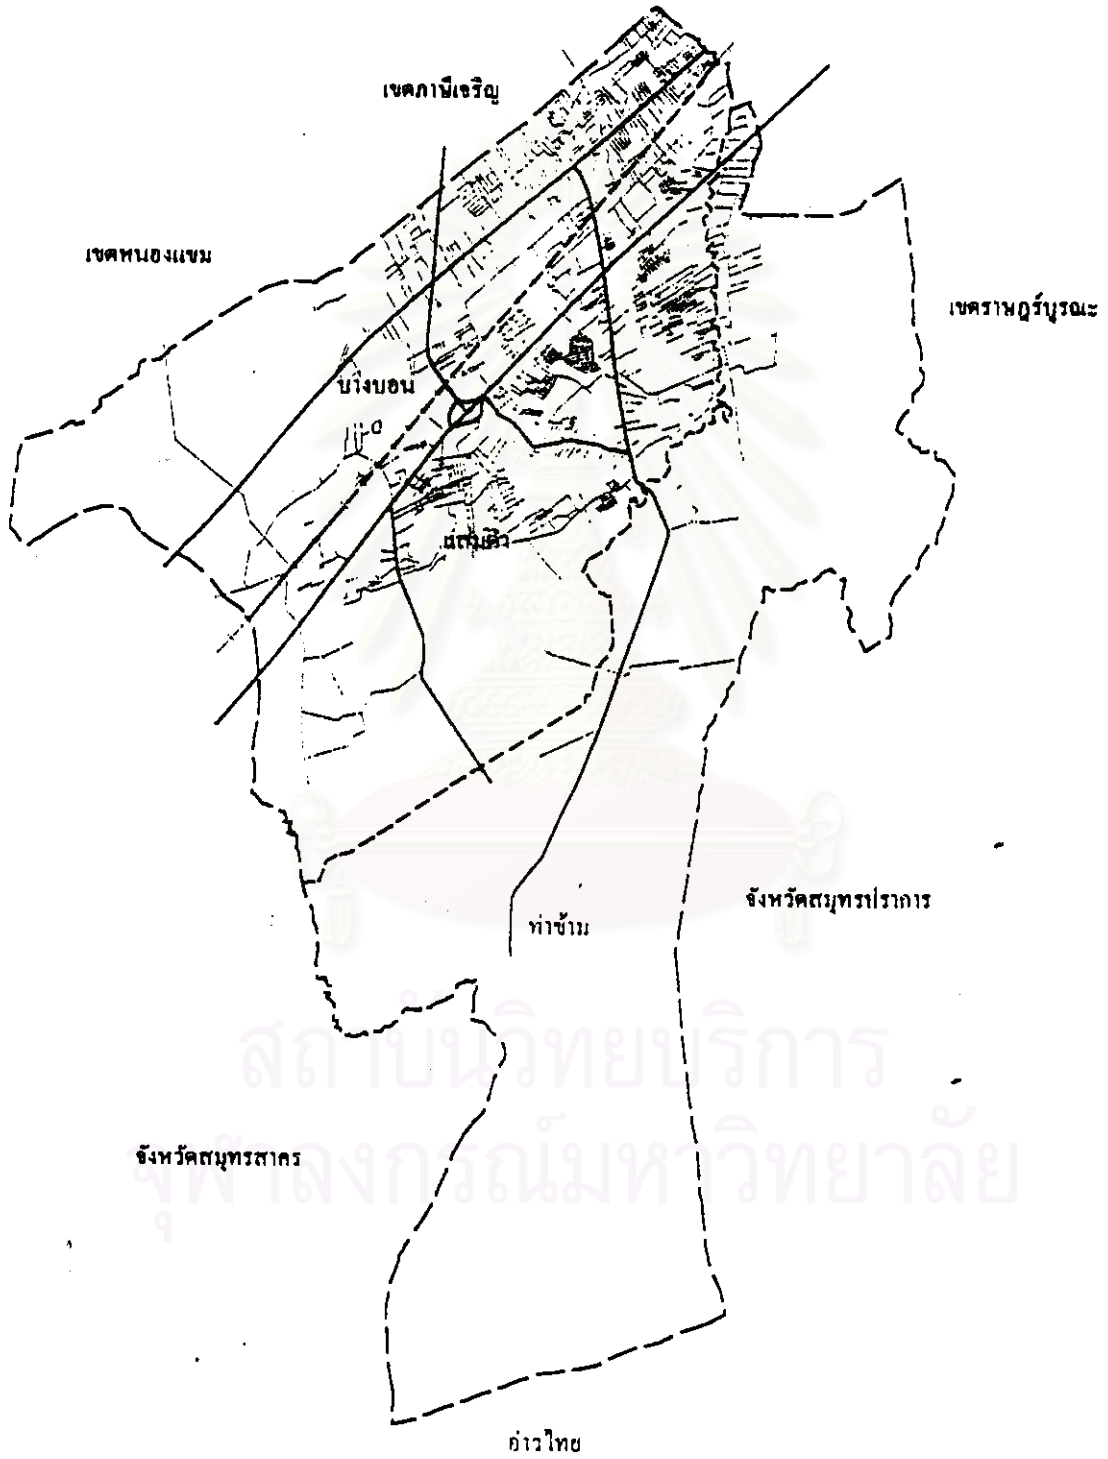 เขตภาษีเจริญ
เขตหนองแขม
เขตราษฎร์บูรณะ
บางบอน
แสมดำ
จังหวัดสมุทรปราการ
ท่าข้าม
สถาบันวิทยบริการ
จังหวัดสมุทรสาคร
จุฬาลงกรณ์มหาวิทยาลัย
อ่าวไทย